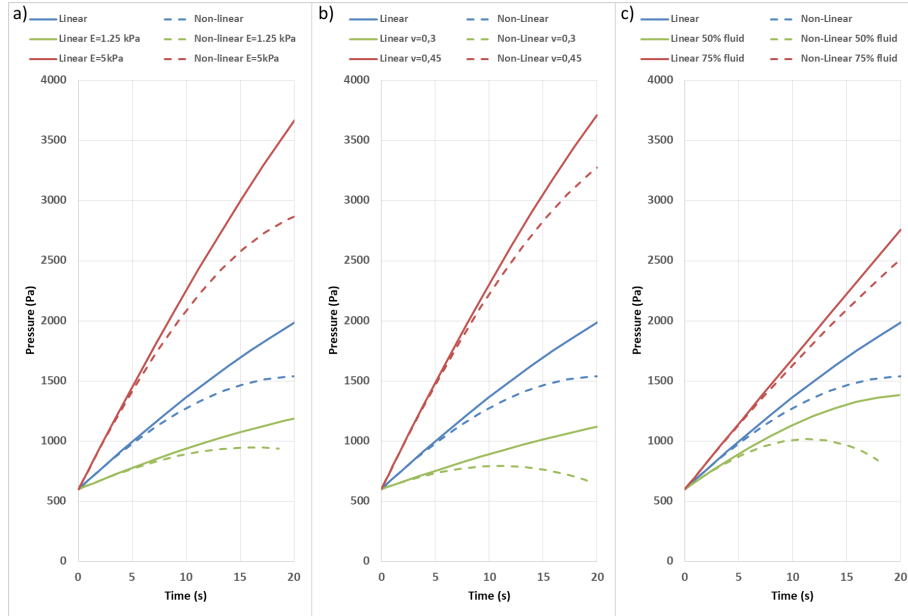 a)
Linear
Non-linear
Linear E=1.25 kPa
Non-linear E=1.25 kPa
Linear E=5kPa
Non-linear E=5kPa
4000
3500
3000
2500
2000
1500
1000
500
0
Pressure (Pa)
0 5 10 15 20
Time (s)
b)
Linear
Non-Linear
Linear v=0,3
Non-Linear v=0,3
Linear v=0,45
Non-Linear v=0,45
4000
3500
3000
2500
2000
1500
1000
500
0
Pressure (Pa)
0 5 10 15 20
Time (s)
c)
Linear
Non-Linear
Linear 50% fluid
Non-Linear 50% fluid
Linear 75% fluid
Non-Linear 75% fluid
4000
3500
3000
2500
2000
1500
1000
500
0
Pressure (Pa)
0 5 10 15 20
Time (s)